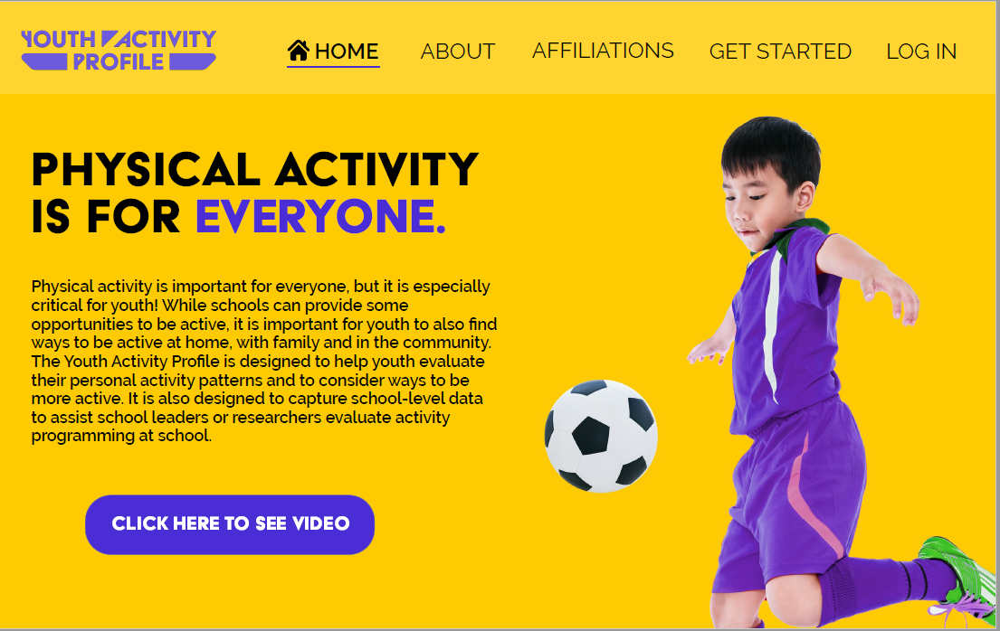 YOUTH ACTIVITY
PROFILE
HOME
ABOUT
AFFILIATIONS
GET STARTED
LOG IN
PHYSICAL ACTIVITY
IS FOR EVERYONE.
Physical activity is important for everyone, but it is especially
critical for youth! While schools can provide some
opportunities to be active, it is important for youth to also find
ways to be active at home, with family and in the community.
The Youth Activity Profile is designed to help youth evaluate
their personal activity patterns and to consider ways to be
more active. It is also designed to capture school-level data
to assist school leaders or researchers evaluate activity
programming at school.
CLICK HERE TO SEE VIDEO